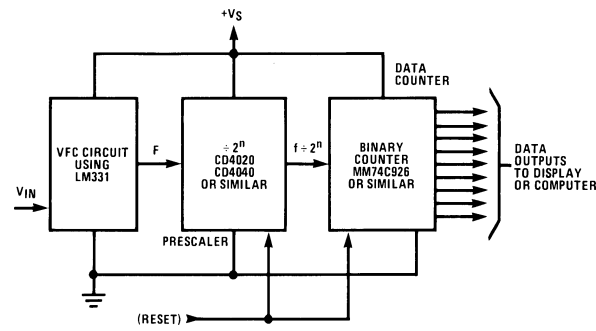 +VS
DATA
COUNTER
VFC CIRCUIT
USING
LM331
F
÷ 2ⁿ
CD4020
CD4040
OR SIMILAR
f ÷ 2ⁿ
BINARY
COUNTER
MM74C926
OR SIMILAR
DATA
OUTPUTS
TO DISPLAY
OR COMPUTER
VIN
PRESCALER
(RESET)